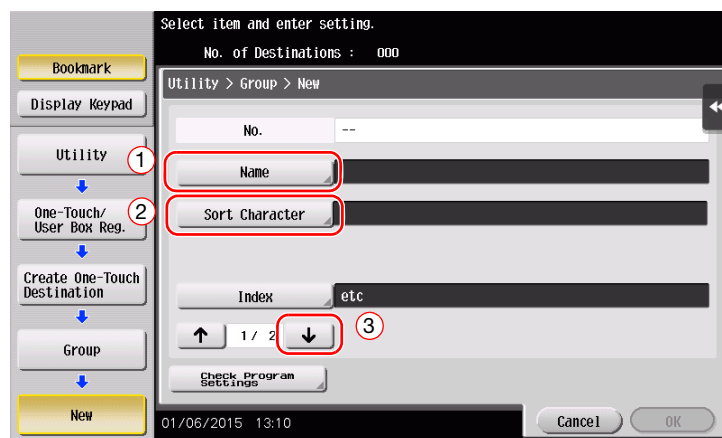 Select item and enter setting.
No. of Destinations : 000
Bookmark
Display Keypad
Utility
One-Touch/
User Box Reg.
Create One-Touch
Destination
Group
New
Utility > Group > New
No. --
1 Name
2 Sort Character
Index etc
↑ 1/ 2 ↓ 3
Check Program
Settings
01/06/2015 13:10
Cancel OK